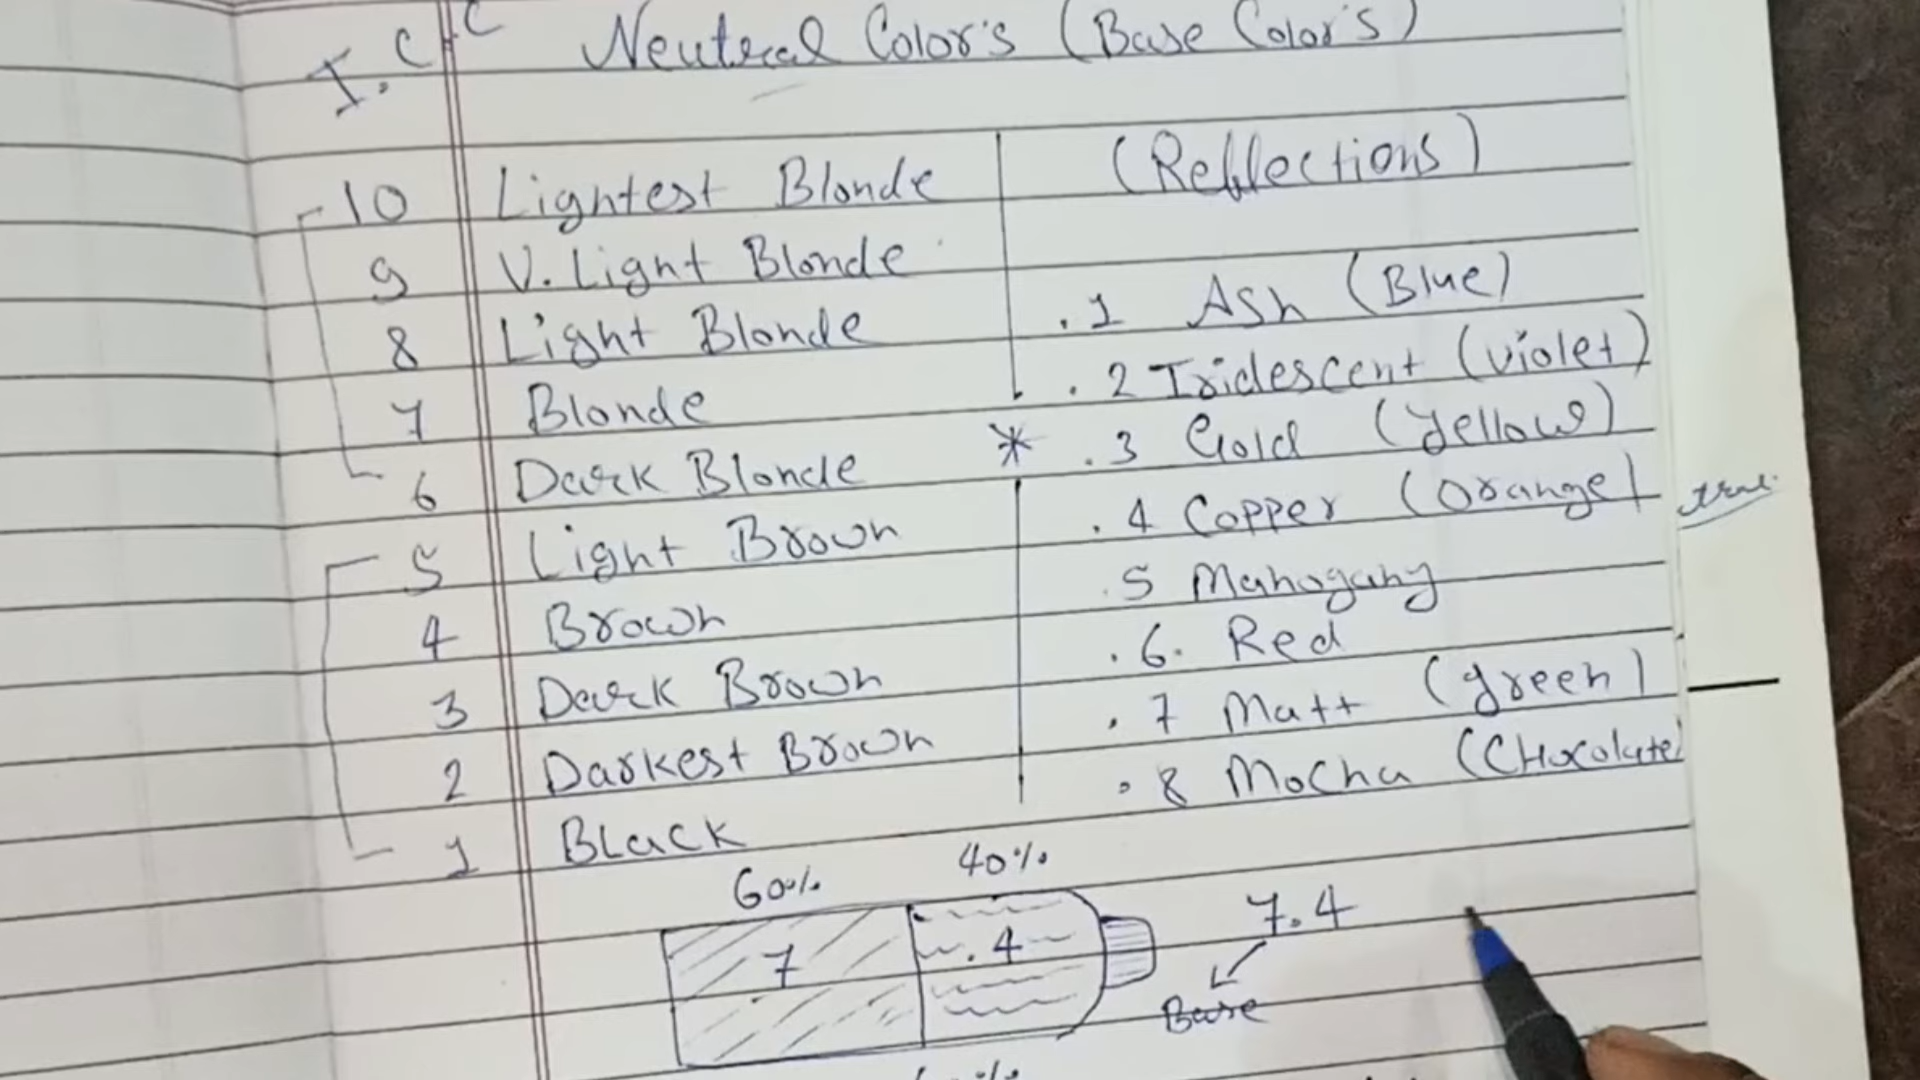 I.C.C
Neutral Color's (Base Color's)
10 Lightest Blonde
9 V. Light Blonde
8 Light Blonde
7 Blonde
6 Dark Blonde
5 Light Brown
4 Brown
3 Dark Brown
2 Darkest Brown
1 Black
(Reflections)
.1 Ash (Blue)
.2 Iridescent (violet)
* .3 Gold (Yellow)
.4 Copper (Orange)
.5 Mahogany
.6. Red
.7 Matt (green)
.8 Mocha (CHocolate)
60% 40%
7 .4
7.4
Base